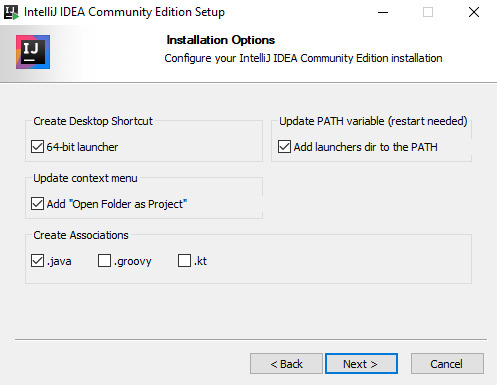 IntelliJ IDEA Community Edition Setup
IJ
Installation Options
Configure your IntelliJ IDEA Community Edition installation
Create Desktop Shortcut
64-bit launcher
Update PATH variable (restart needed)
Add launchers dir to the PATH
Update context menu
Add "Open Folder as Project"
Create Associations
.java .groovy .kt
< Back Next > Cancel